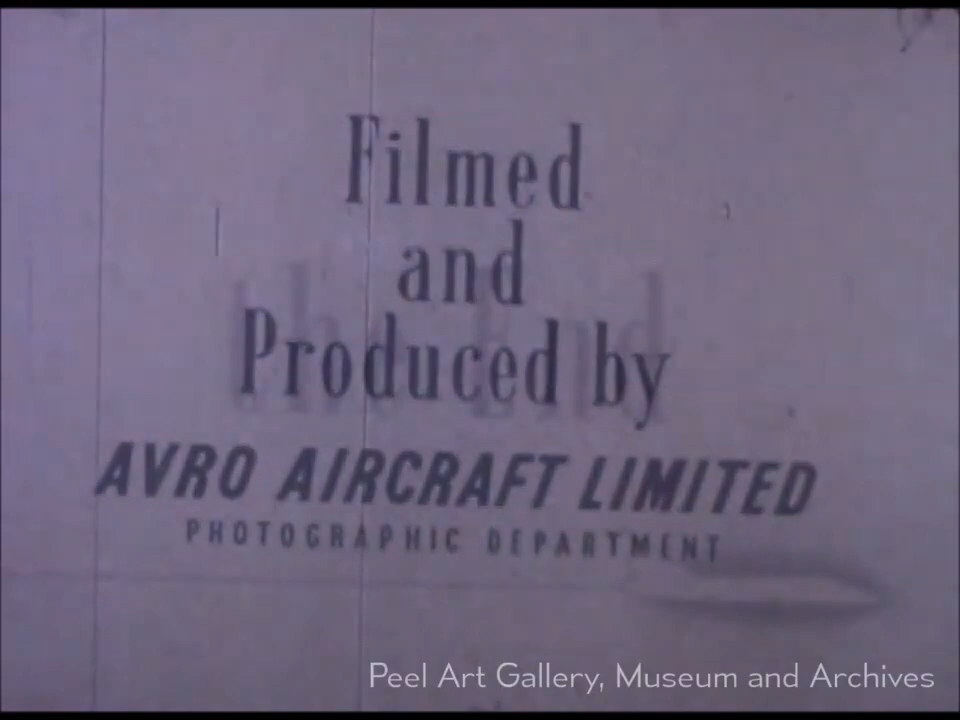 Filmed
and
Produced by
AVRO AIRCRAFT LIMITED
PHOTOGRAPHIC DEPARTMENT
Peel Art Gallery, Museum and Archives